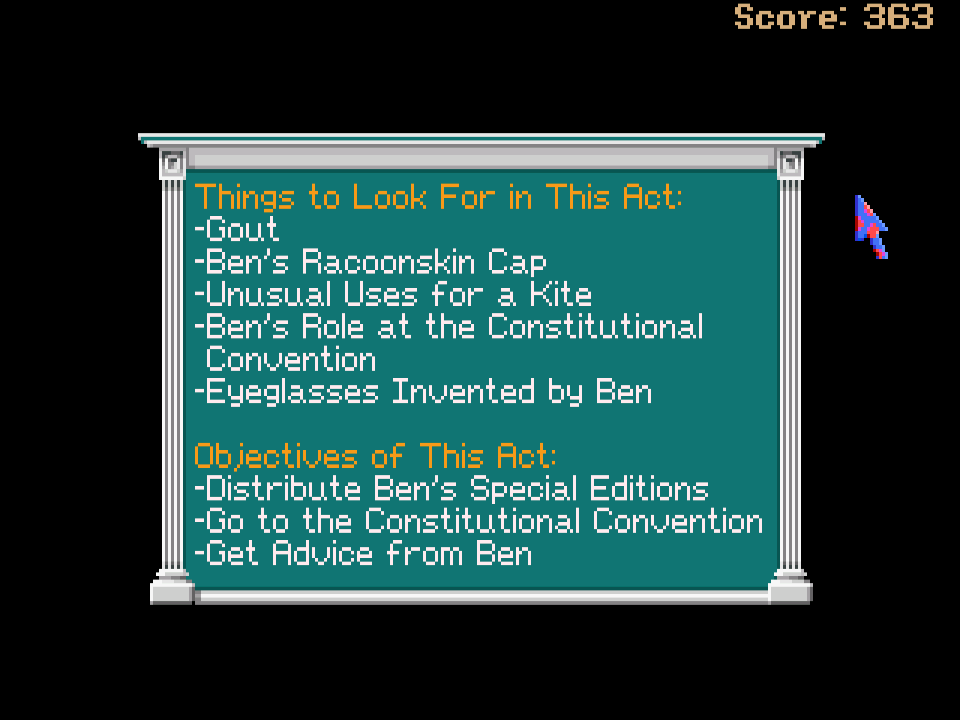 Score: 363
Things to Look For in This Act:
-Gout
-Ben's Racoonskin Cap
-Unusual Uses for a Kite
-Ben's Role at the Constitutional
Convention
-Eyeglasses Invented by Ben
Objectives of This Act:
-Distribute Ben's Special Editions
-Go to the Constitutional Convention
-Get Advice from Ben